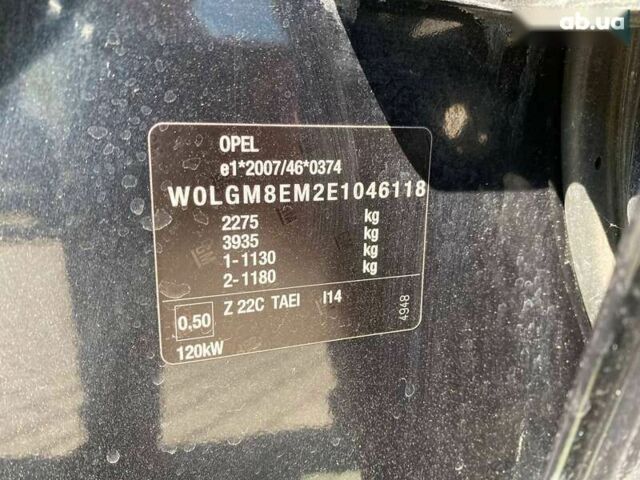 ab.ua
OPEL
e1*2007/46*0374
W0LGM8EM2E1046118
2275 kg
3935 kg
1-1130 kg
2-1180 kg
0,50 Z 22C TAEI I14 4948
120kW